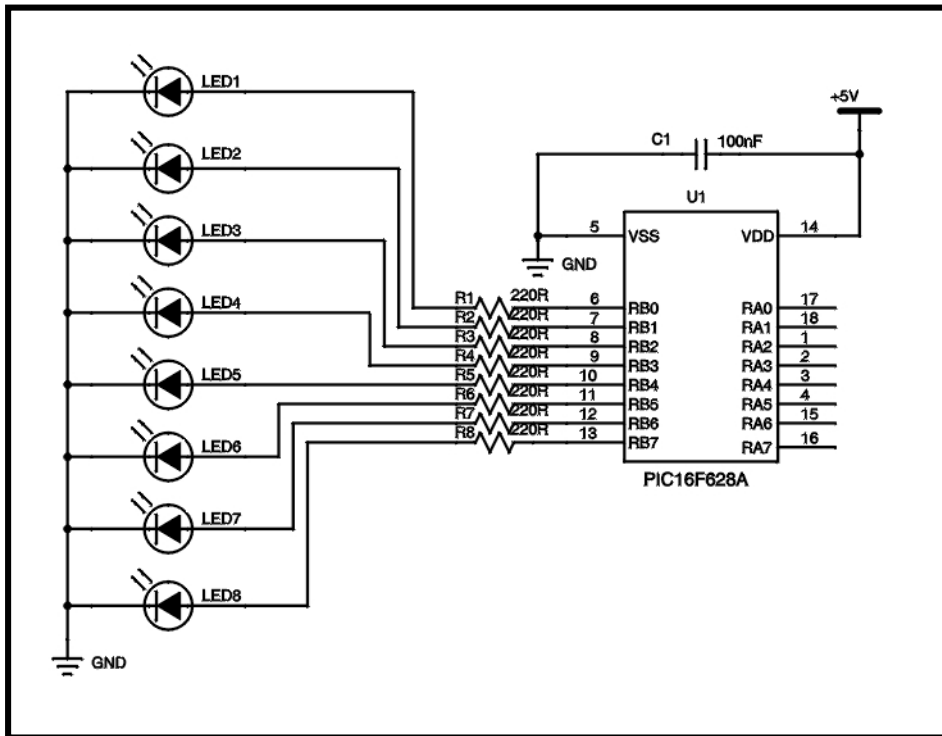 LED1
LED2
LED3
LED4
LED5
LED6
LED7
LED8
GND
+5V
C1 100nF
U1
5 VSS VDD 14
GND
R1 220R 6 RB0 RA0 17
R2 220R 7 RB1 RA1 18
R3 220R 8 RB2 RA2 1
R4 220R 9 RB3 RA3 2
R5 220R 10 RB4 RA4 3
R6 220R 11 RB5 RA5 4
R7 220R 12 RB6 RA6 15
R8 220R 13 RB7 RA7 16
PIC16F628A